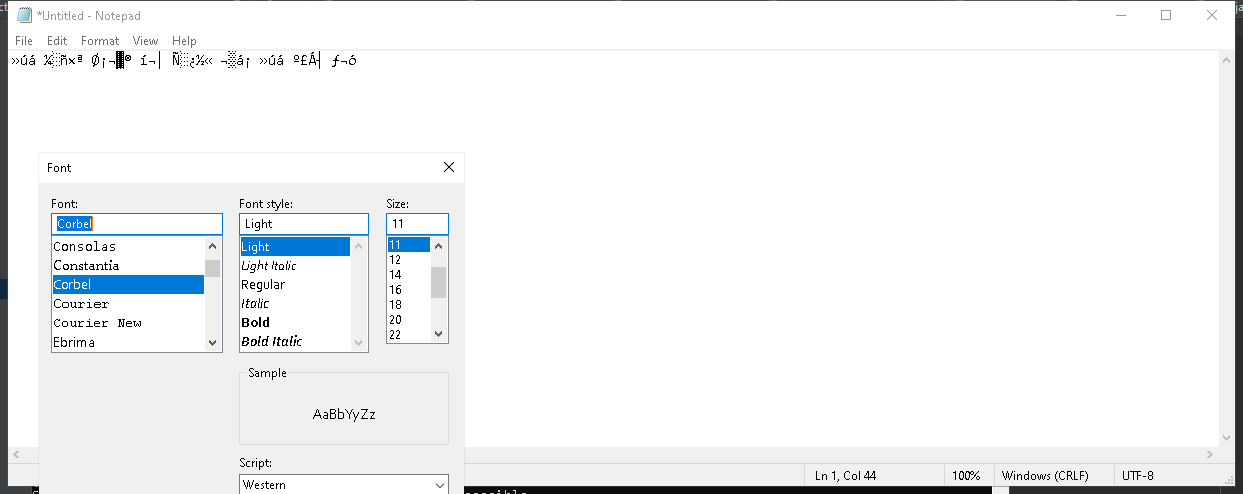 *Untitled - Notepad
File Edit Format View Help
»úá ¼░ñ×ª Ø¡¬▓® í¬┤ Ñ░¿½« ¬▒á¡ »úá º£Á┤ ƒ¬ó
Font
Font: Font style: Size:
Corbel Light 11
Consolas Light 11
Constantia Light Italic 12
Corbel Regular 14
Courier Italic 16
Courier New Bold 18
Ebrima Bold Italic 20
22
Sample
AaBbYyZz
Script:
Western
Ln 1, Col 44 100% Windows (CRLF) UTF-8